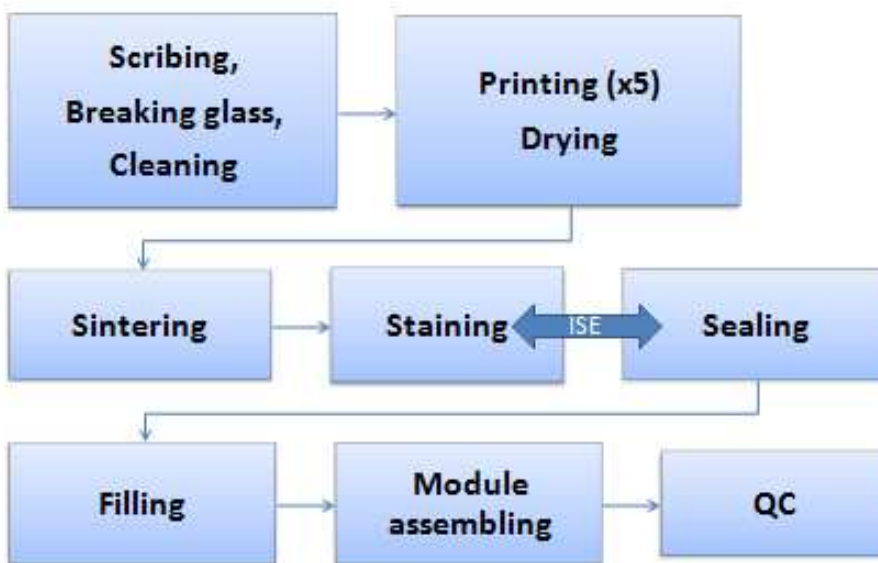 Scribing,
Breaking glass,
Cleaning
Printing (x5)
Drying
Sintering
Staining
ISE
Sealing
Filling
Module
assembling
QC